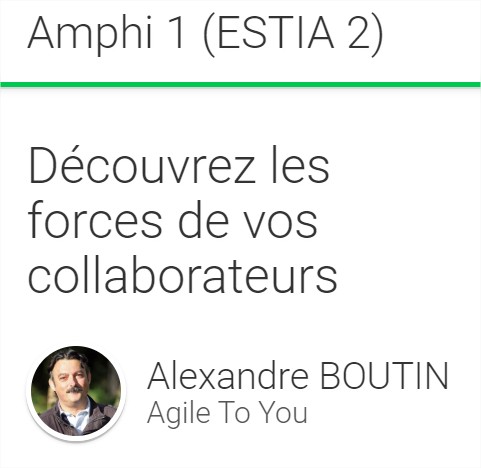 Amphi 1 (ESTIA 2)
Découvrez les
forces de vos
collaborateurs
Alexandre BOUTIN
Agile To You